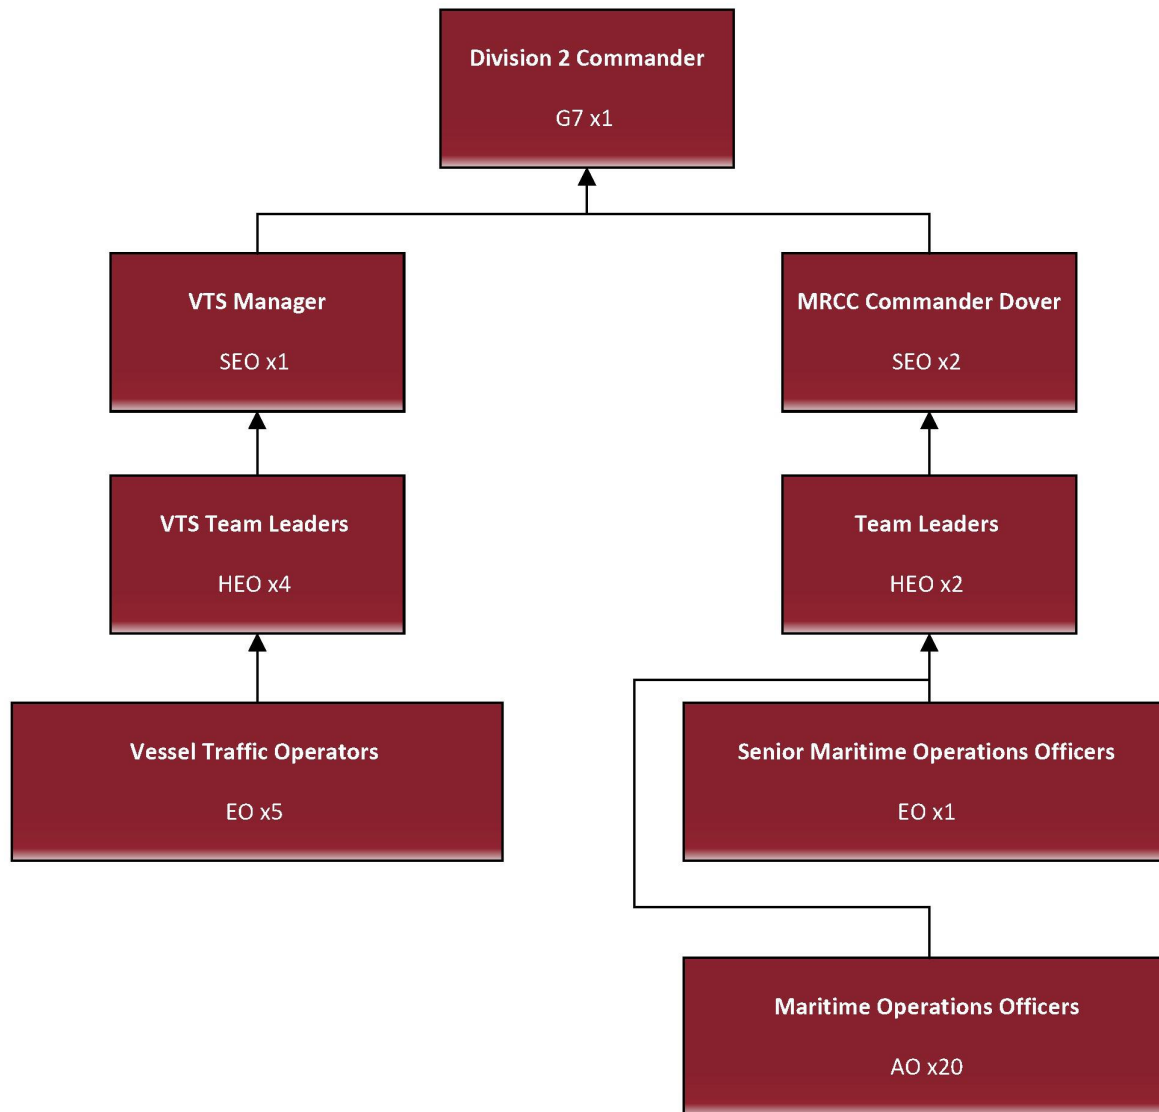 Division 2 Commander
G7 x1
VTS Manager
SEO x1
MRCC Commander Dover
SEO x2
VTS Team Leaders
HEO x4
Team Leaders
HEO x2
Vessel Traffic Operators
EO x5
Senior Maritime Operations Officers
EO x1
Maritime Operations Officers
AO x20